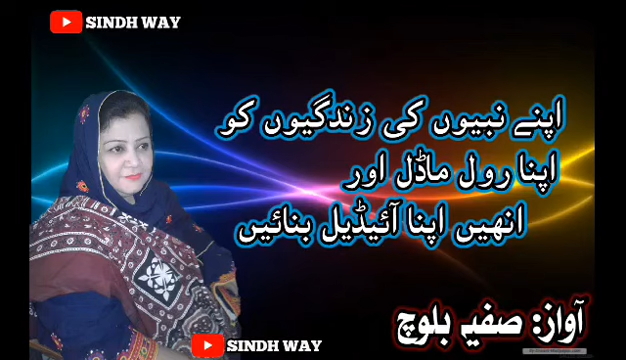 SINDH WAY
اپنے نبیوں کی زندگیوں کو
اپنا رول ماڈل اور
انھیں اپنا آئیڈیل بنائیں
آواز: صفیہ بلوچ
SINDH WAY